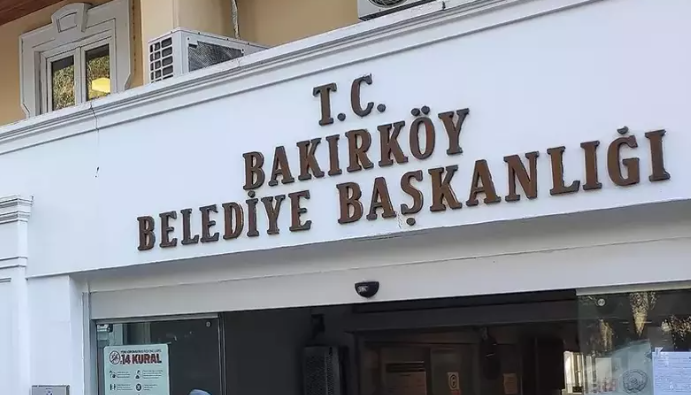 T.C.
BAKIRKÖY
BELEDİYE BAŞKANLIĞI
14 KURAL